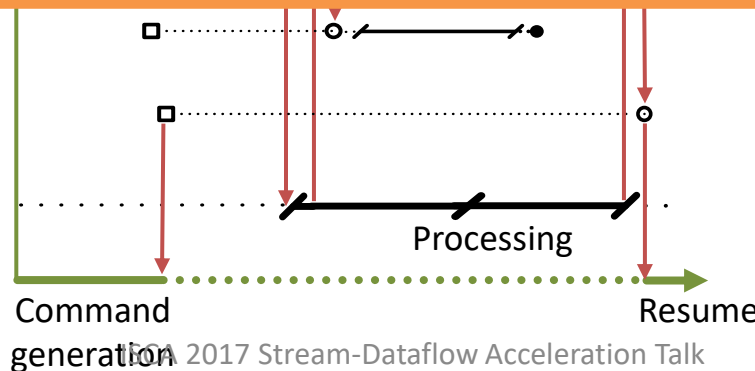 Processing
Command
generation
Resume
ISCA 2017 Stream-Dataflow Acceleration Talk